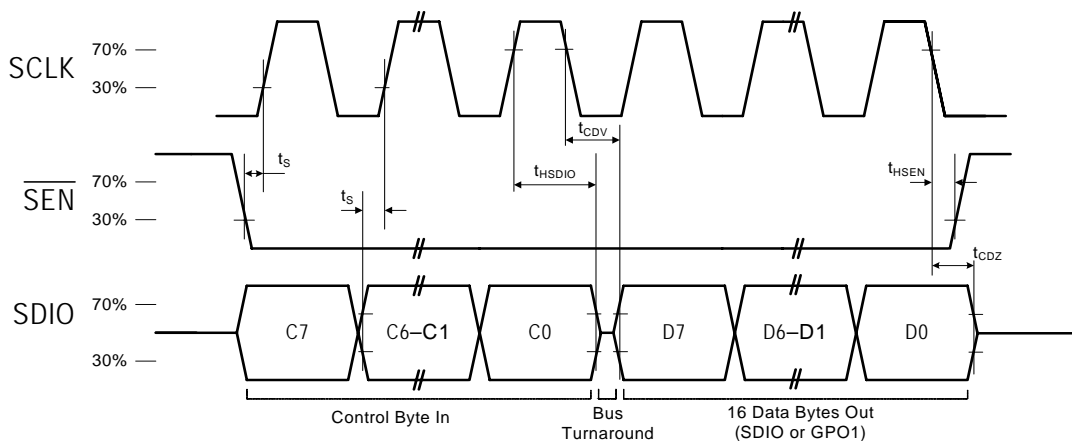 SCLK
70%
30%
tCDV
tHSDIO
tS
SEN
70%
30%
tS
tHSEN
tCDZ
SDIO
70%
30%
C7
C6–C1
C0
D7
D6–D1
D0
Control Byte In
Bus
Turnaround
16 Data Bytes Out
(SDIO or GPO1)